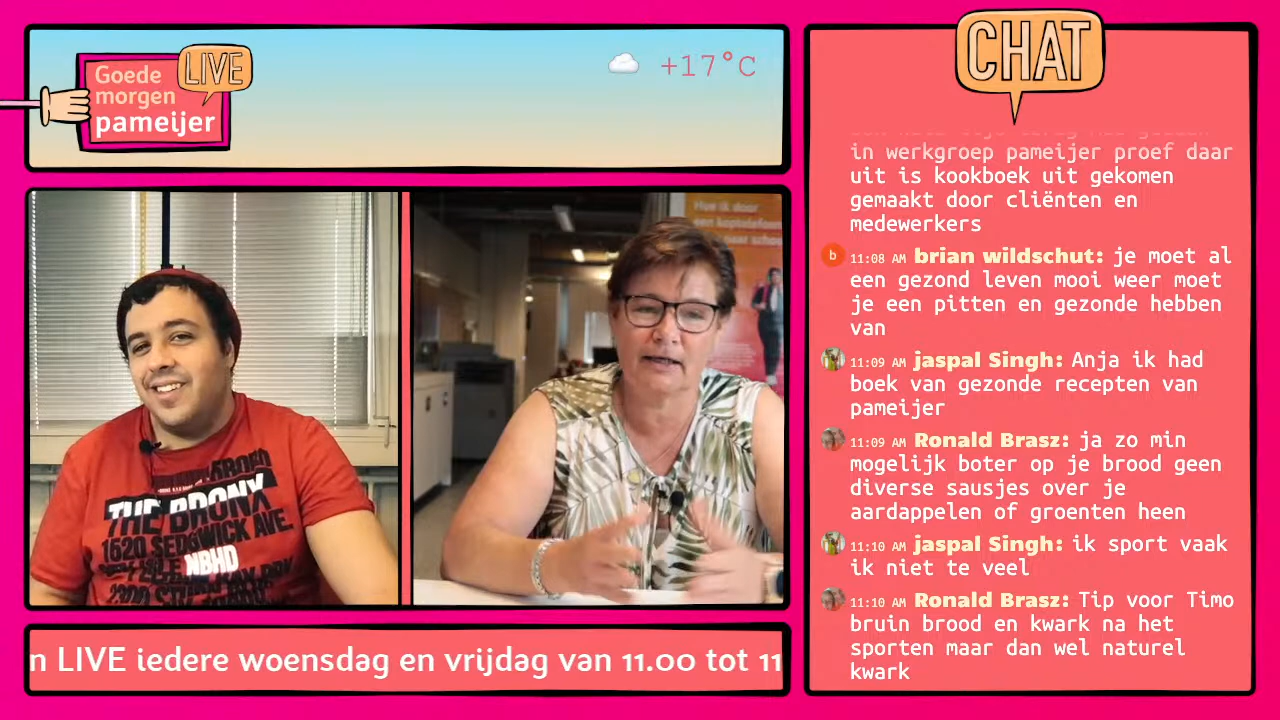 Goede
morgen
pameijer
LIVE
+17°C
THE BRONX
1620 SEDGWICK AVE.
NBHD
Hoe ik door
een koptelefoon
n LIVE iedere woensdag en vrijdag van 11.00 tot 11
CHAT
in werkgroep pameijer proef daar
uit is kookboek uit gekomen
gemaakt door cliënten en
medewerkers
b 11:08 AM brian wildschut: je moet al
een gezond leven mooi weer moet
je een pitten en gezonde hebben
van
11:09 AM jaspal Singh: Anja ik had
boek van gezonde recepten van
pameijer
11:09 AM Ronald Brasz: ja zo min
mogelijk boter op je brood geen
diverse sausjes over je
aardappelen of groenten heen
11:10 AM jaspal Singh: ik sport vaak
ik niet te veel
11:10 AM Ronald Brasz: Tip voor Timo
bruin brood en kwark na het
sporten maar dan wel naturel
kwark